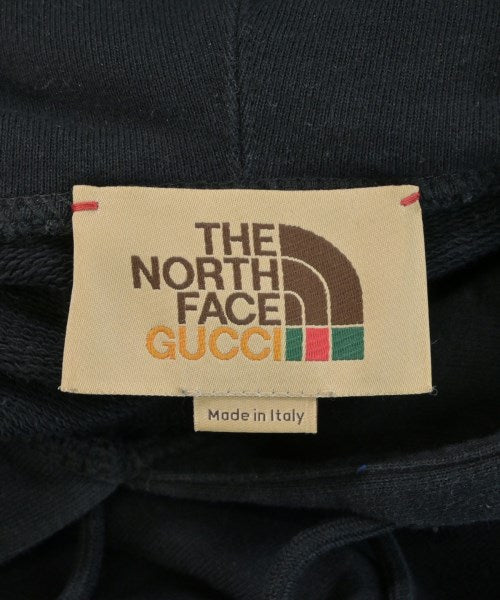 THE
NORTH
FACE
GUCCI
Made in Italy